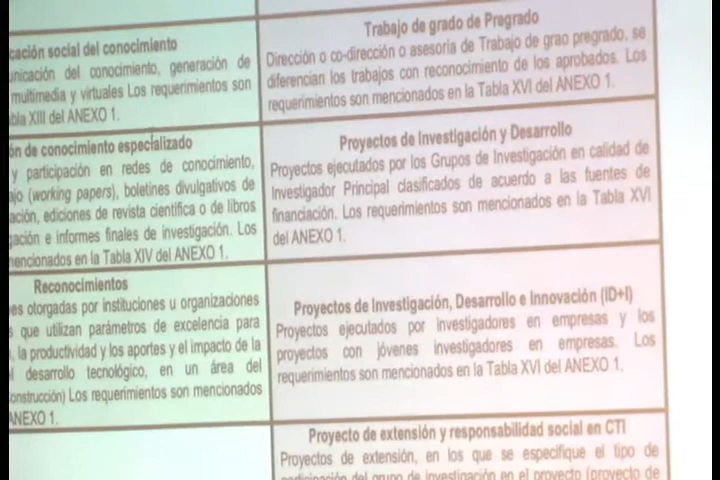 cación social del conocimiento
unicación del conocimiento, generación de
multimedia y virtuales Los requerimientos son
bla XIII del ANEXO 1.
ón de conocimiento especializado
y participación en redes de conocimiento,
ajo (working papers), boletines divulgativos de
ación, ediciones de revista científica o de libros
gación e informes finales de investigación. Los
mencionados en la Tabla XIV del ANEXO 1.
Reconocimientos
es otorgadas por instituciones u organizaciones
s que utilizan parámetros de excelencia para
, la productividad y los aportes y el impacto de la
l desarrollo tecnológico, en un área del
onstrucción) Los requerimientos son mencionados
ANEXO 1.
Trabajo de grado de Pregrado
Dirección o co-dirección o asesoría de Trabajo de grao pregrado, se
diferencian los trabajos con reconocimiento de los aprobados. Los
requerimientos son mencionados en la Tabla XVI del ANEXO 1.
Proyectos de Investigación y Desarrollo
Proyectos ejecutados por los Grupos de Investigación en calidad de
Investigador Principal clasificados de acuerdo a las fuentes de
financiación. Los requerimientos son mencionados en la Tabla XVI
del ANEXO 1.
Proyectos de Investigación, Desarrollo e Innovación (ID+I)
Proyectos ejecutados por investigadores en empresas y los
proyectos con jóvenes investigadores en empresas. Los
requerimientos son mencionados en la Tabla XVI del ANEXO 1.
Proyecto de extensión y responsabilidad social en CTI
Proyectos de extensión, en los que se especifique el tipo de
participación del grupo de investigación en el proyecto (proyecto de